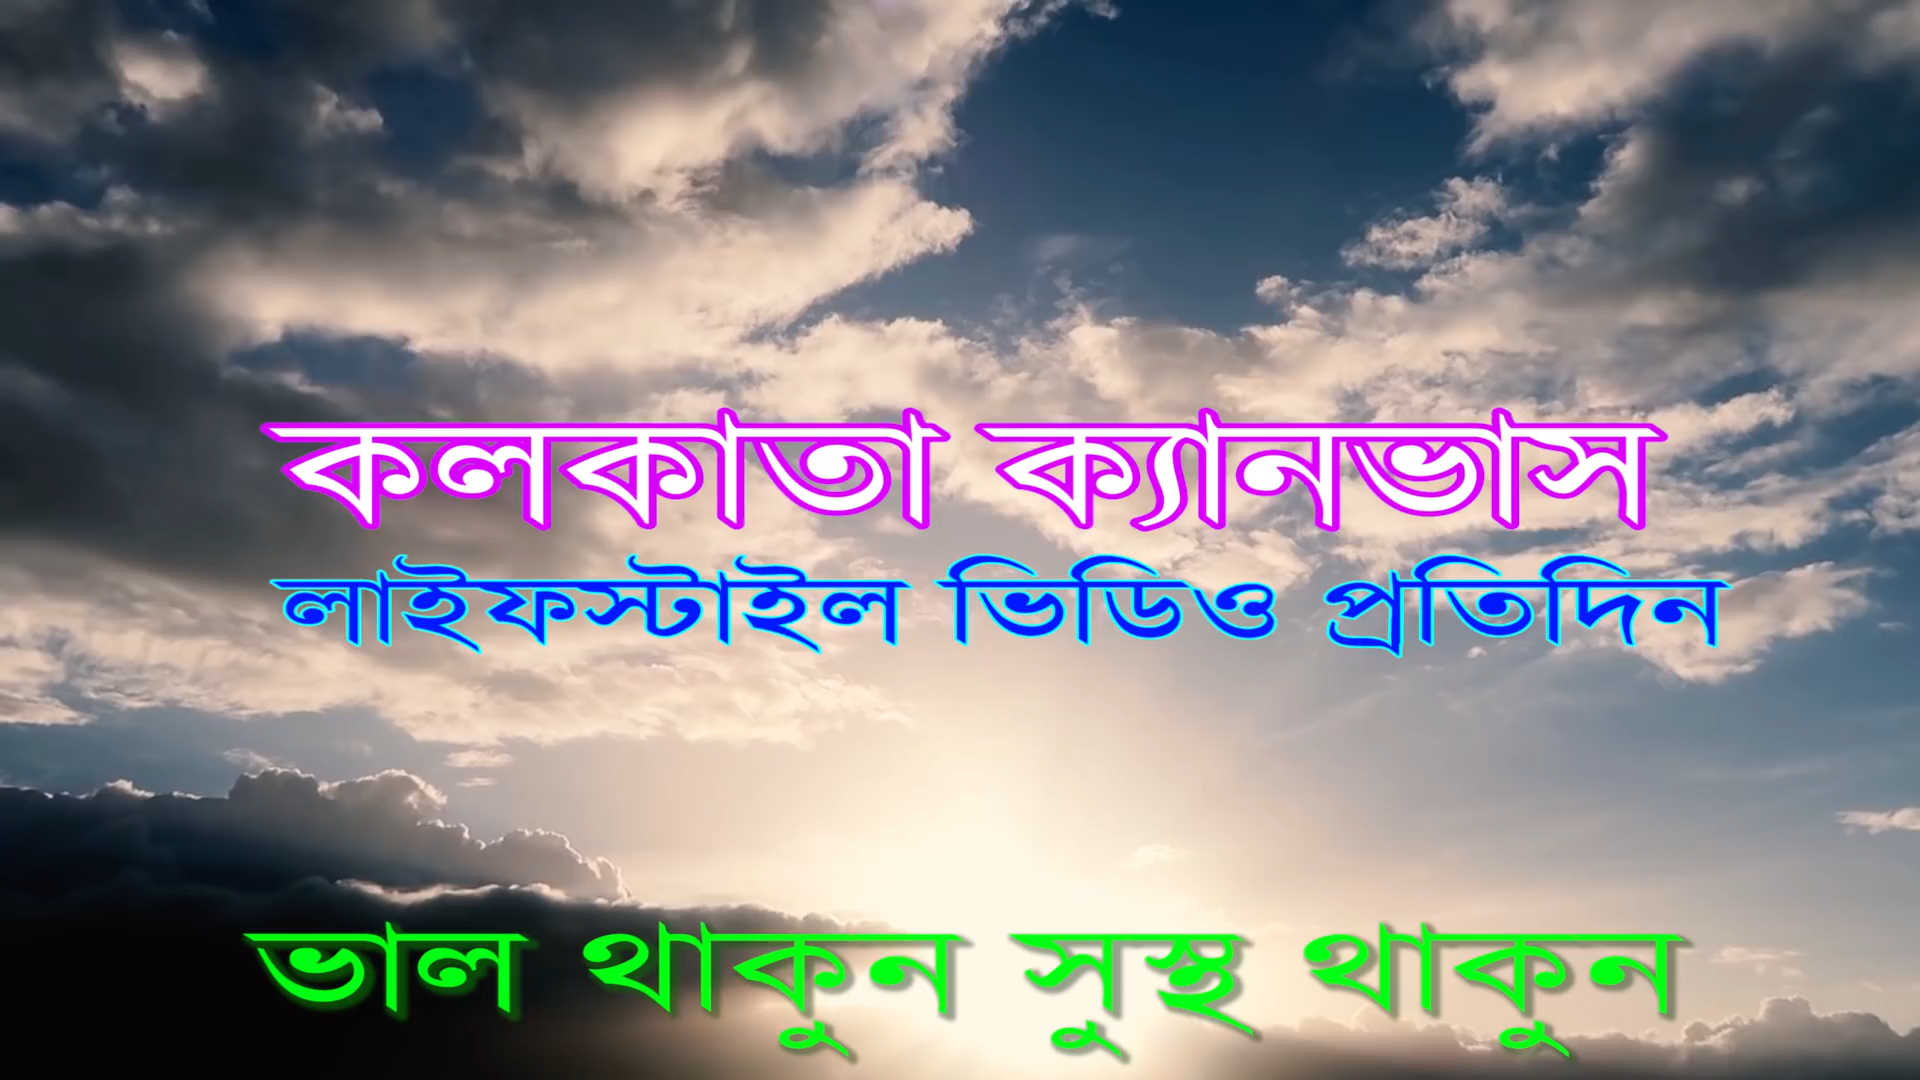 কলকাতা ক্যানভাস
লাইফস্টাইল ভিডিও প্রতিদিন
ভাল থাকুন সুস্থ থাকুন